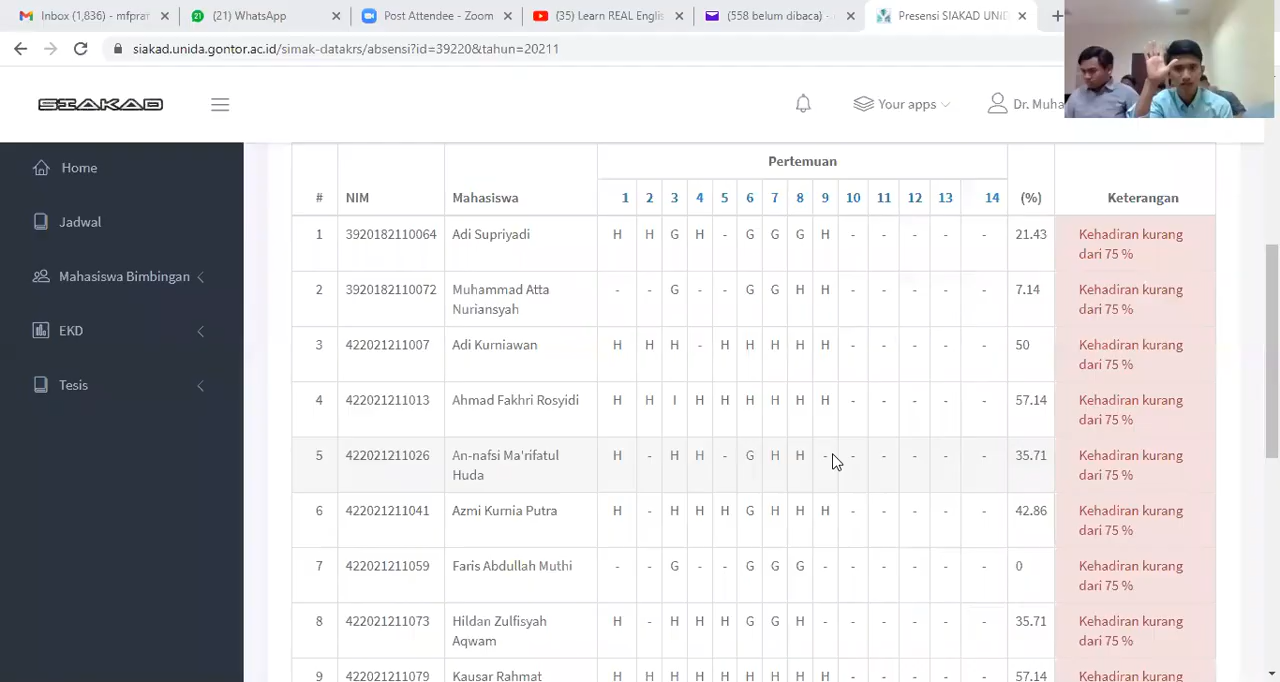 Inbox (1,836) - mfprar
(21) WhatsApp
Post Attendee - Zoom
(35) Learn REAL Englis
(558 belum dibaca) -
Presensi SIAKAD UNID
siakad.unida.gontor.ac.id/simak-datakrs/absensi?id=39220&tahun=20211
SIAKAD
Your apps
Dr. Muha
Home
Jadwal
Mahasiswa Bimbingan
EKD
Tesis
Pertemuan
# NIM Mahasiswa 1 2 3 4 5 6 7 8 9 10 11 12 13 14 (%) Keterangan
1 3920182110064 Adi Supriyadi H H G H - G G G H - - - - - 21.43 Kehadiran kurang
dari 75 %
2 3920182110072 Muhammad Atta - - G - - G G H H - - - - - 7.14 Kehadiran kurang
Nuriansyah dari 75 %
3 422021211007 Adi Kurniawan H H H - H H H H H - - - - - 50 Kehadiran kurang
dari 75 %
4 422021211013 Ahmad Fakhri Rosyidi H H I H H H H H H - - - - - 57.14 Kehadiran kurang
dari 75 %
5 422021211026 An-nafsi Ma'rifatul H - H H - G H H - - - - - - 35.71 Kehadiran kurang
Huda dari 75 %
6 422021211041 Azmi Kurnia Putra H - H H H G H H H - - - - - 42.86 Kehadiran kurang
dari 75 %
7 422021211059 Faris Abdullah Muthi - - G - - G G G - - - - - - 0 Kehadiran kurang
dari 75 %
8 422021211073 Hildan Zulfisyah H - H H H G G H - - - - - - 35.71 Kehadiran kurang
Aqwam dari 75 %
9 422021211079 Kausar Rahmat H H H H H H H H H - - - - - 57.14 Kehadiran kurang